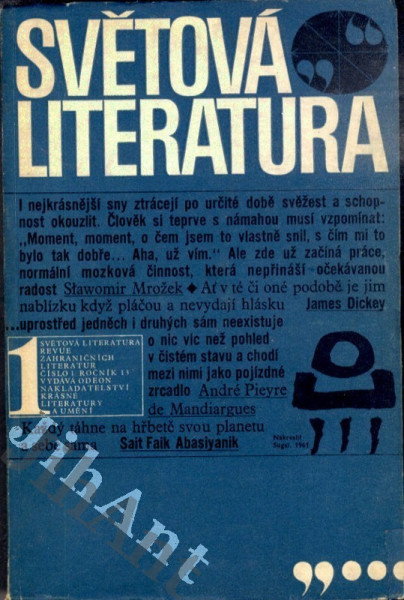 SVĚTOVÁ
LITERATURA
I nejkrásnější sny ztrácejí po určité době svěžest a schop-
nost okouzlit. Člověk si teprve s námahou musí vzpomínat:
„Moment, moment, o čem jsem to vlastně snil, s čím mi to
bylo tak dobře... Aha, už vím.“ Ale zde už začíná práce,
normální mozková činnost, která nepřináší očekávanou
radost Sławomir Mrożek ◆ Ať v té či oné podobě je jim
nablízku když pláčou a nevydají hlásku James Dickey
...uprostřed jedněch i druhých sám neexistuje
o nic víc než pohled
v čistém stavu a chodí
mezi nimi jako pojízdné
zrcadlo André Pieyre
de Mandiargues
1
SVĚTOVÁ LITERATURA
REVUE
ZAHRANIČNÍCH
LITERATUR
ČÍSLO 1 ROČNÍK 13
VYDÁVÁ ODEON
NAKLADATELSTVÍ
KRÁSNÉ
LITERATURY
A UMĚNÍ
Každý táhne na hřbetě svou planetu
a sebe sama Sait Faik Abasiyanik
1961
JihAnt